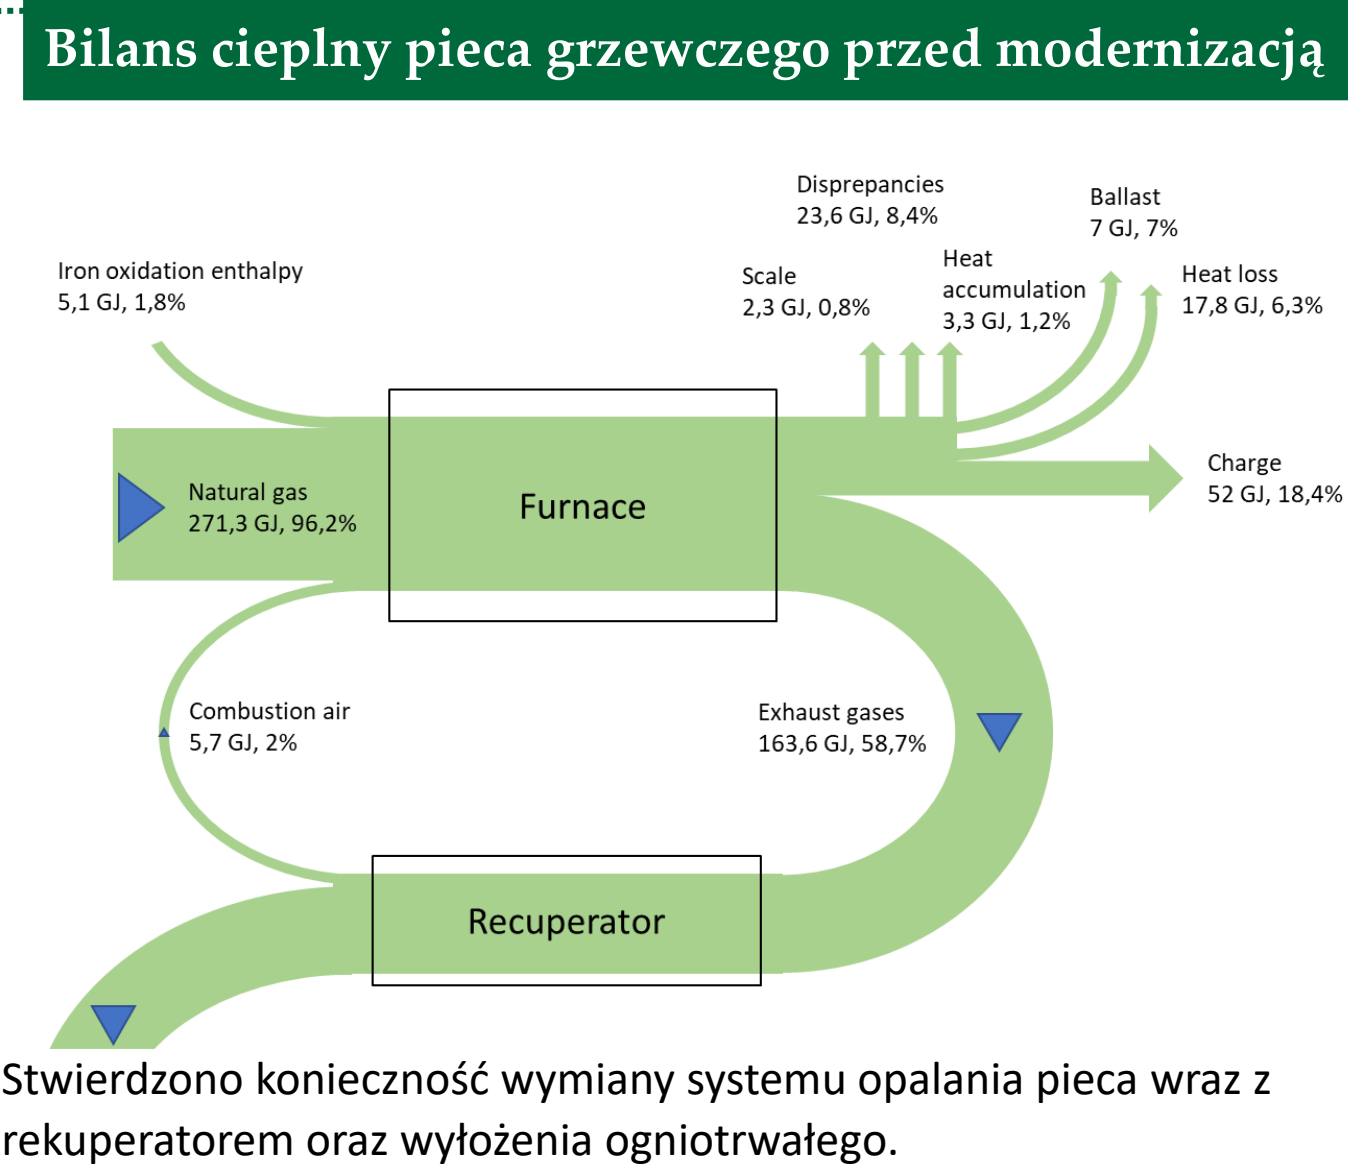 Bilans cieplny pieca grzewczego przed modernizacją
Disprepancies
23,6 GJ, 8,4%
Ballast
7 GJ, 7%
Iron oxidation enthalpy
5,1 GJ, 1,8%
Scale
2,3 GJ, 0,8%
Heat
accumulation
3,3 GJ, 1,2%
Heat loss
17,8 GJ, 6,3%
Charge
52 GJ, 18,4%
Natural gas
271,3 GJ, 96,2%
Furnace
Combustion air
5,7 GJ, 2%
Exhaust gases
163,6 GJ, 58,7%
Recuperator
Stwierdzono konieczność wymiany systemu opalania pieca wraz z
rekuperatorem oraz wyłożenia ogniotrwałego.